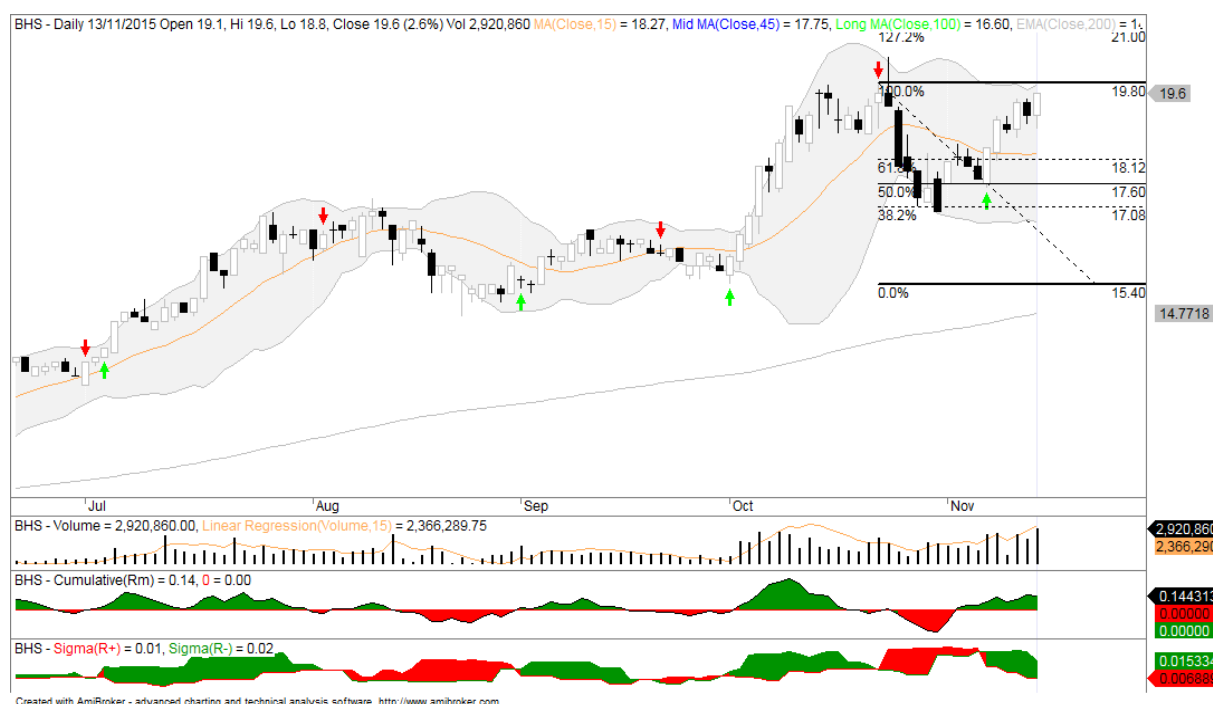 BHS - Daily 13/11/2015 Open 19.1, Hi 19.6, Lo 18.8, Close 19.6 (2.6%) Vol 2,920,860 MA(Close,15) = 18.27, Mid MA(Close,45) = 17.75, Long MA(Close,100) = 16.60, EMA(Close,200) = 14
127.2% 21.00
100.0% 19.80
19.6
61.8% 18.12
50.0% 17.60
38.2% 17.08
0.0% 15.40
14.7718
Jul Aug Sep Oct Nov
BHS - Volume = 2,920,860.00, Linear Regression(Volume,15) = 2,366,289.75
2,920,860
2,366,290
BHS - Cumulative(Rm) = 0.14, 0 = 0.00
0.144313
0.00000
0.00000
BHS - Sigma(R+) = 0.01, Sigma(R-) = 0.02
0.015334
0.006889
Created with AmiBroker - advanced charting and technical analysis software. http://www.amibroker.com